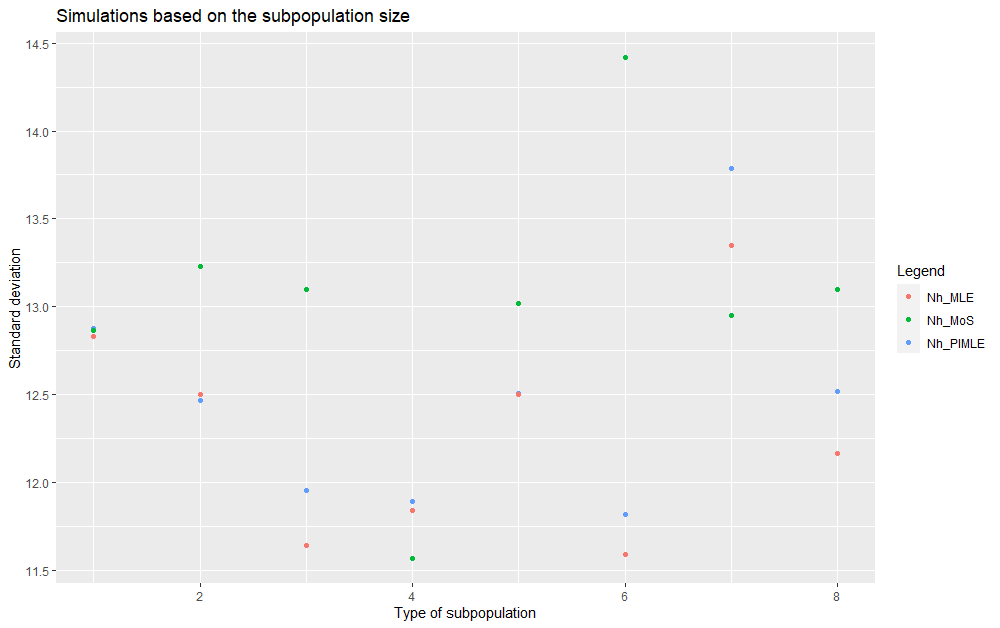 Simulations based on the subpopulation size
14.5
14.0
13.5
13.0
12.5
12.0
11.5
Standard deviation
2
4
6
8
Type of subpopulation
Legend
Nh_MLE
Nh_MoS
Nh_PIMLE